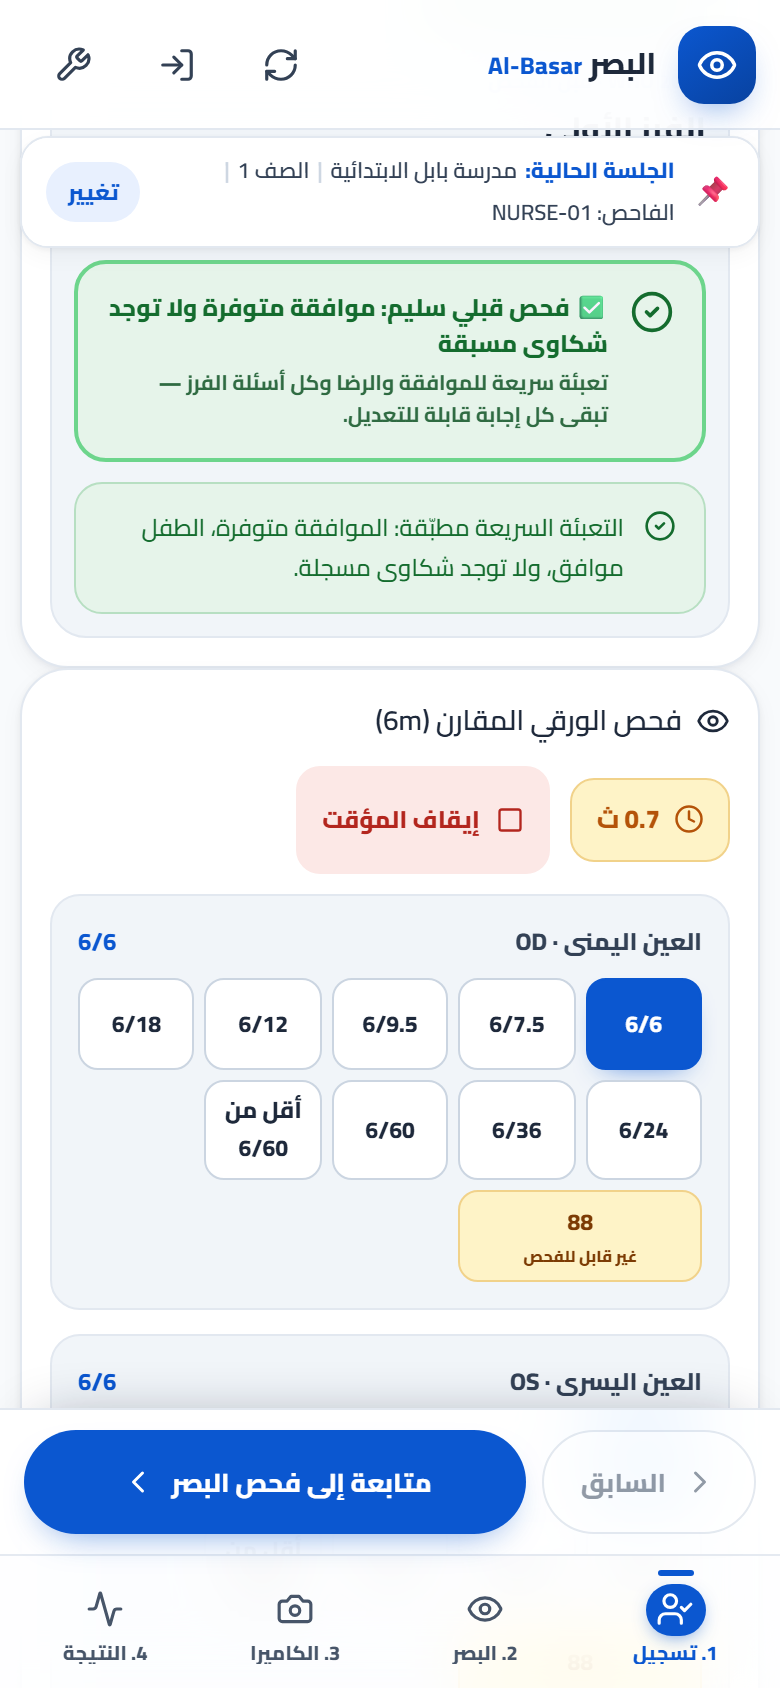 البصر Al-Basar
الجلسة الحالية: مدرسة بابل الابتدائية | الصف 1 |
الفاحص: NURSE-01
تغيير
✅ فحص قبلي سليم: موافقة متوفرة ولا توجد
شكاوى مسبقة
تعبئة سريعة للموافقة والرضا وكل أسئلة الفرز —
تبقى كل إجابة قابلة للتعديل.
التعبئة السريعة مطبّقة: الموافقة متوفرة، الطفل
موافق، ولا توجد شكاوى مسجلة.
فحص الورقي المقارن (6m)
0.7 ث
إيقاف المؤقت
العين اليمنى · OD
6/6
6/6
6/7.5
6/9.5
6/12
6/18
6/24
6/36
6/60
أقل من
6/60
88
غير قابل للفحص
العين اليسرى · OS
6/6
السابق
متابعة إلى فحص البصر
1. تسجيل
2. البصر
3. الكاميرا
4. النتيجة